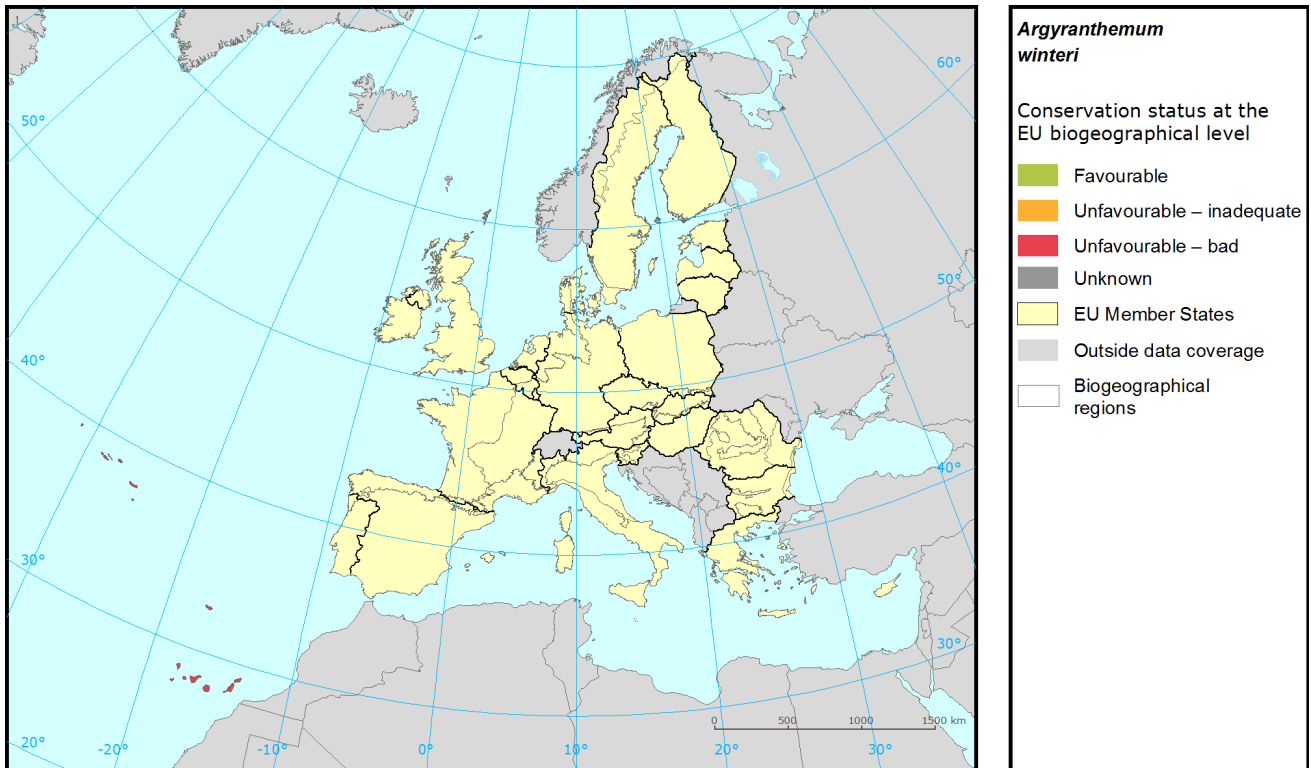 60°
50°
50°
40°
40°
30°
30°
20°
-20°
-10°
0°
10°
20°
30°
0 500 1000 1500 km
Argyranthemum
winteri
Conservation status at the
EU biogeographical level
Favourable
Unfavourable – inadequate
Unfavourable – bad
Unknown
EU Member States
Outside data coverage
Biogeographical
regions